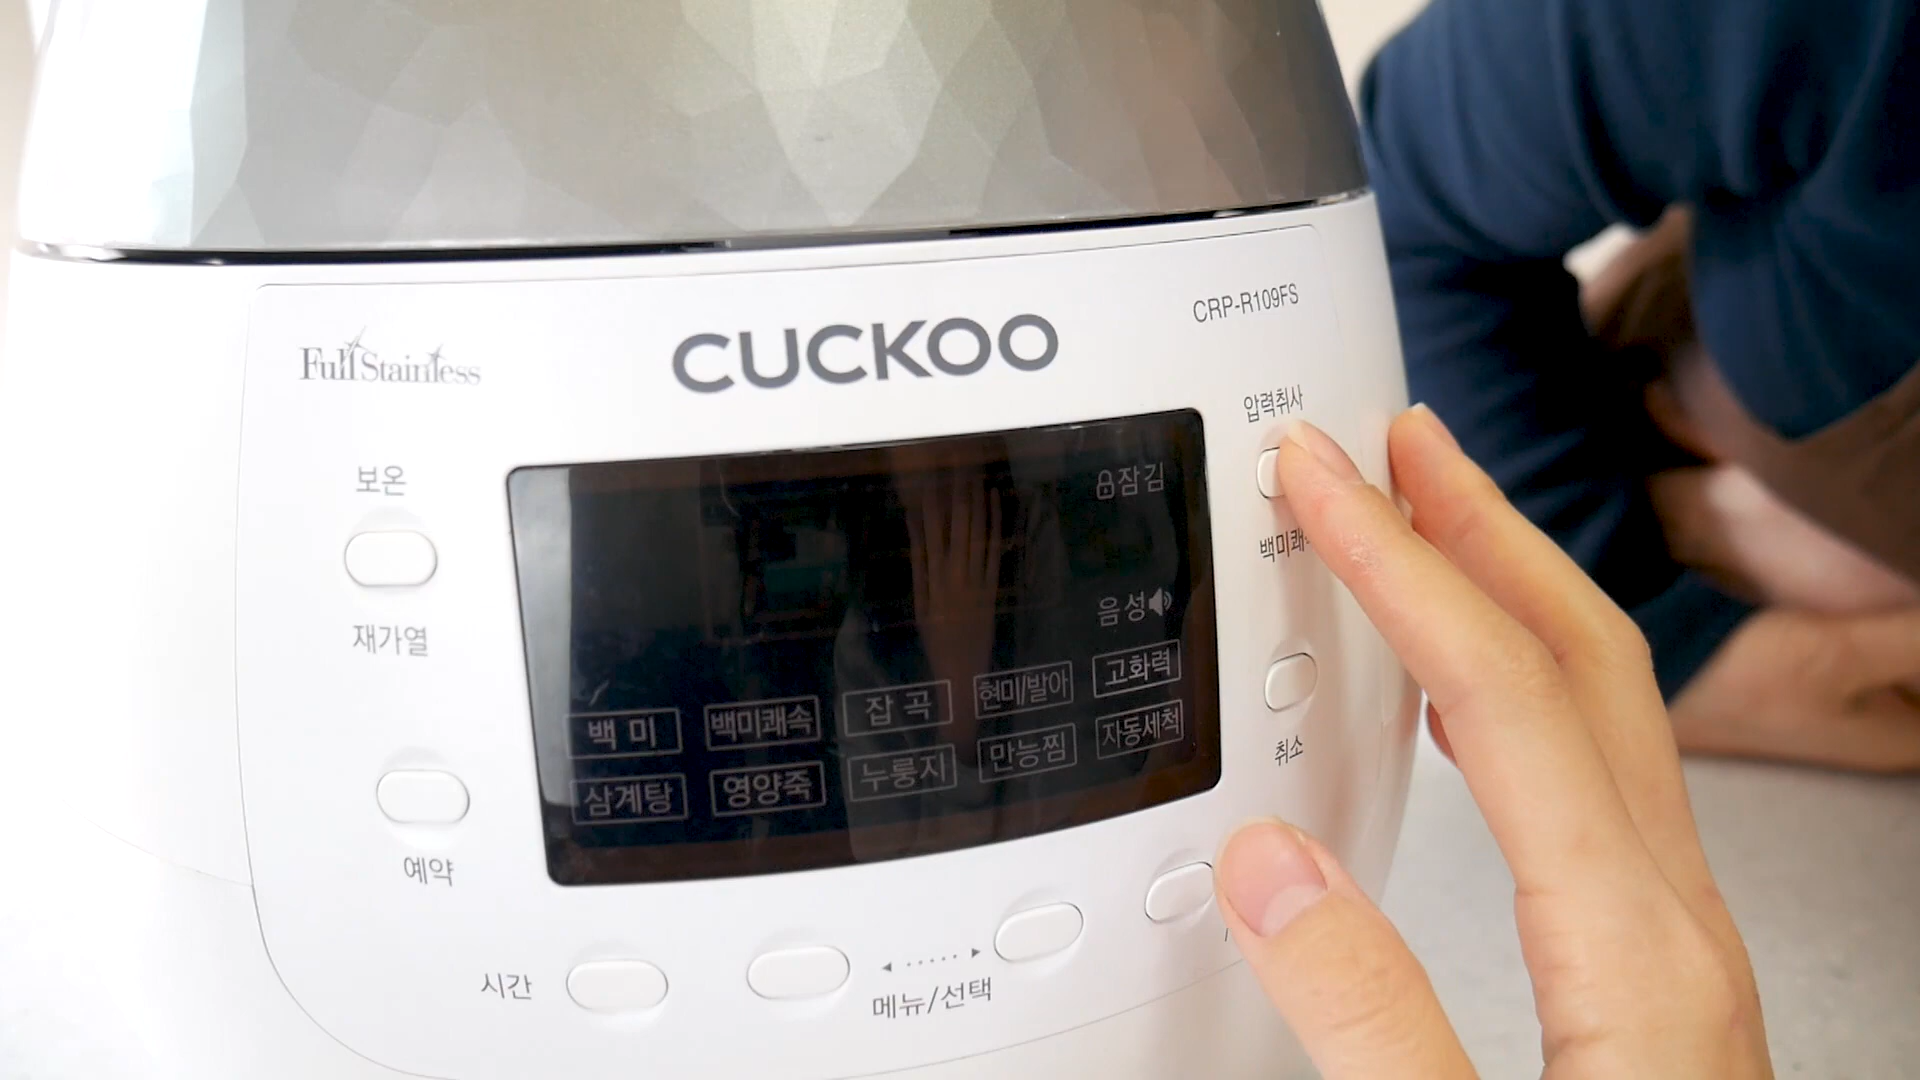 Full Stainless
CUCKOO
CRP-R109FS
압력취사
보온
잠김
백미쾌
재가열
음성
백미 백미쾌속 잡곡 현미/발아 고화력
삼계탕 영양죽 누룽지 만능찜 자동세척
취소
예약
시간
메뉴/선택